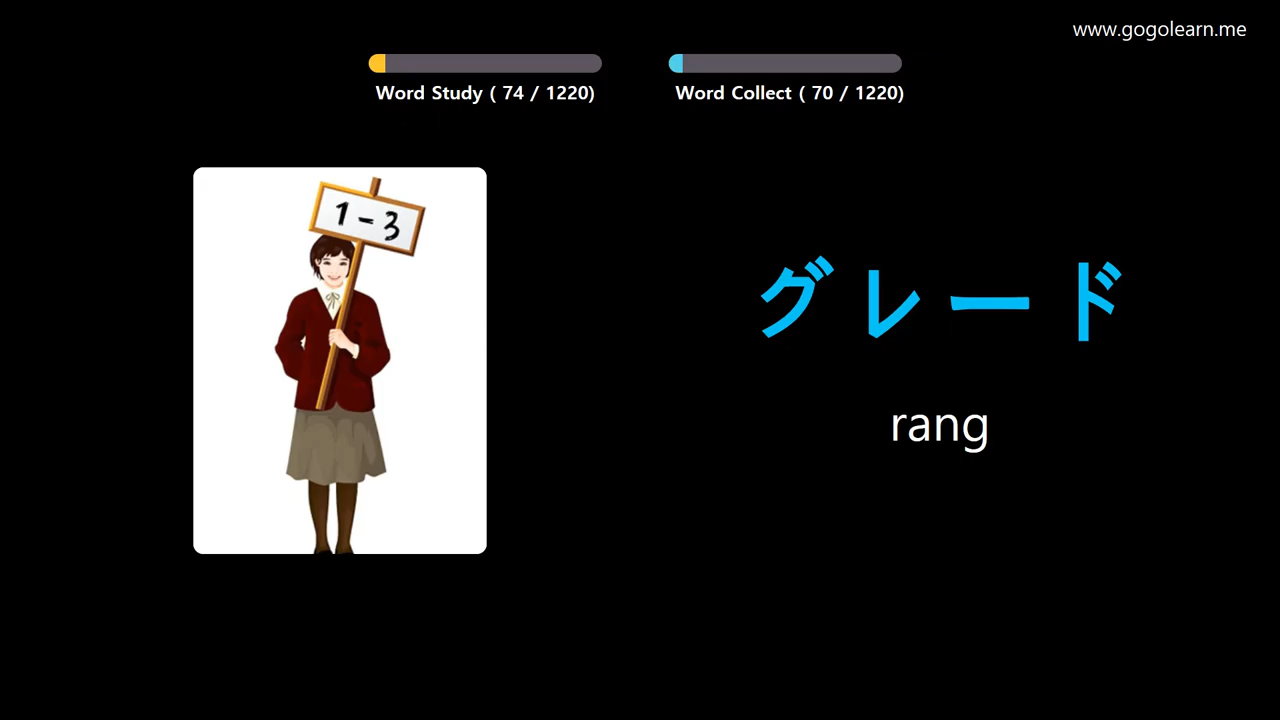 www.gogolearn.me
Word Study ( 74 / 1220)
Word Collect ( 70 / 1220)
1-3
グレード
rang